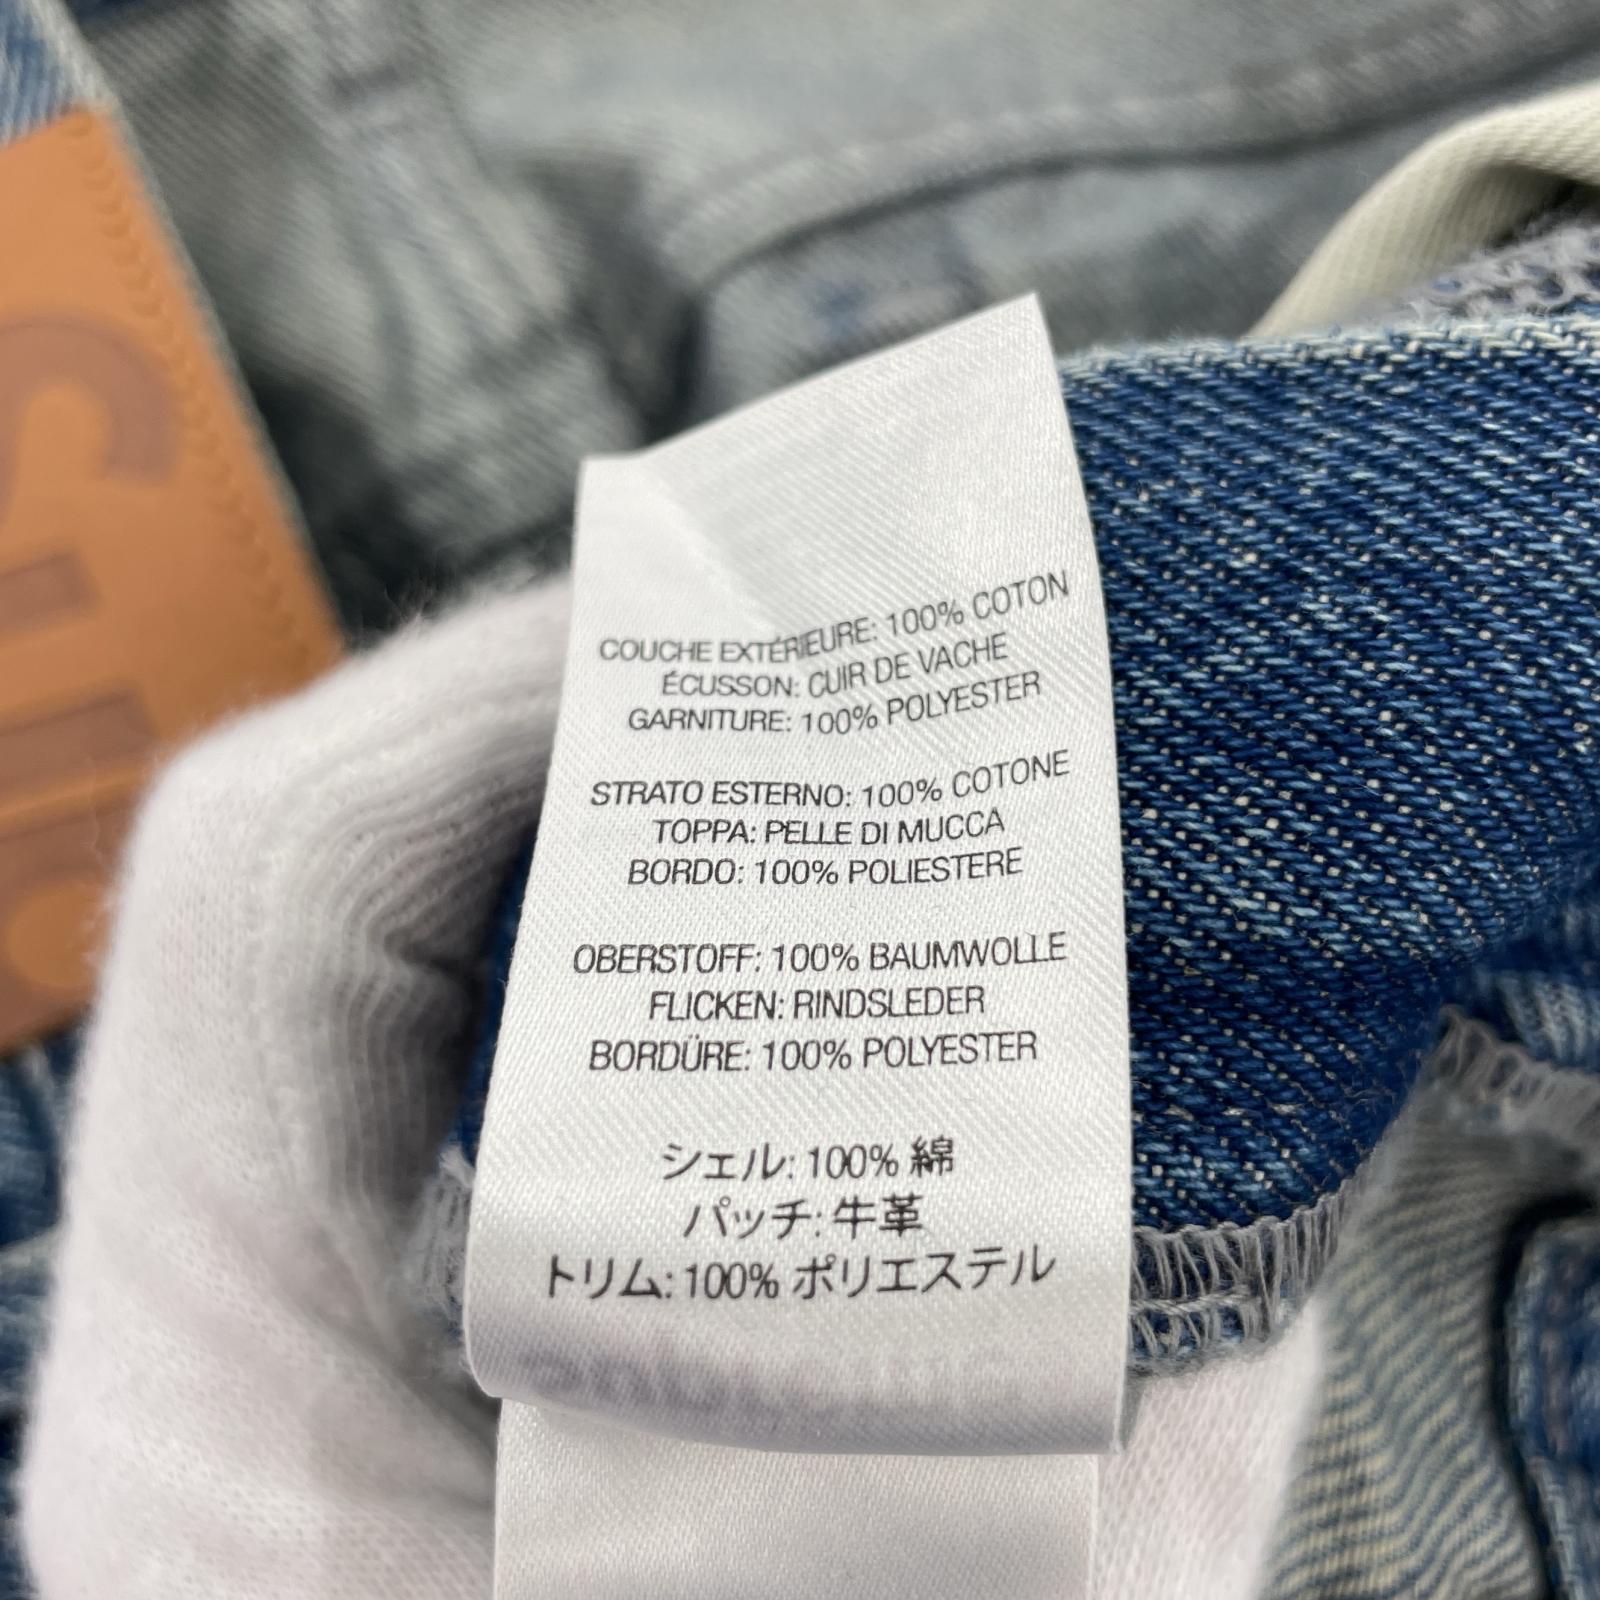 COUCHE EXTÉRIEURE: 100% COTON
ÉCUSSON: CUIR DE VACHE
GARNITURE: 100% POLYESTER
STRATO ESTERNO: 100% COTONE
TOPPA: PELLE DI MUCCA
BORDO: 100% POLIESTERE
OBERSTOFF: 100% BAUMWOLLE
FLICKEN: RINDSLEDER
BORDÜRE: 100% POLYESTER
シェル: 100% 綿
パッチ: 牛革
トリム: 100% ポリエステル